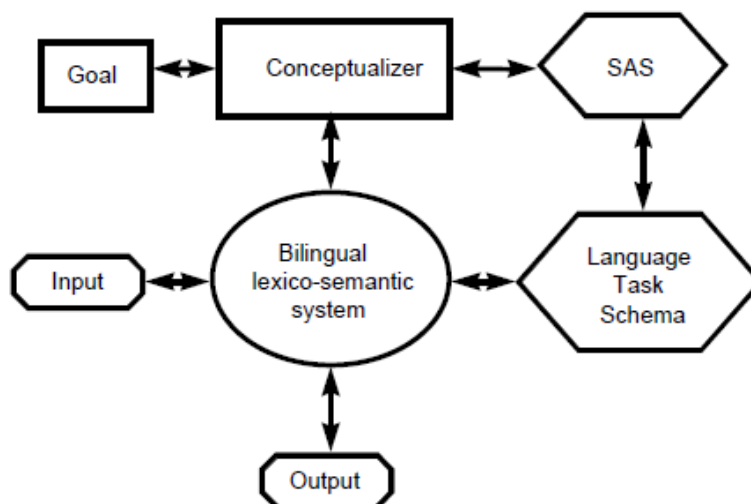 Goal
Conceptualizer
SAS
Input
Bilingual
lexico-semantic
system
Language
Task
Schema
Output